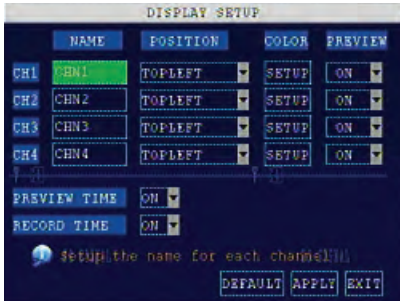 DISPLAY SETUP
NAME POSITION COLOR PREVIEW
CH1 CHN1 TOPLEFT SETUP ON
CH2 CHN2 TOPLEFT SETUP ON
CH3 CHN3 TOPLEFT SETUP ON
CH4 CHN4 TOPLEFT SETUP ON
PREVIEW TIME ON
RECORD TIME ON
Setup the name for each channel
DEFAULT APPLY EXIT